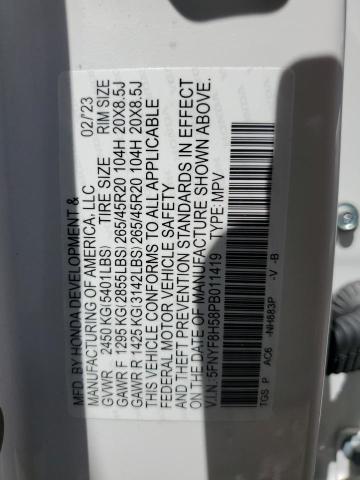 MFD. BY HONDA DEVELOPMENT & 02/'23
MANUFACTURING OF AMERICA, LLC
GVWR 2450 KG(5401LBS) TIRE SIZE RIM SIZE
GAWR F 1295 KG(2855LBS) 265/45R20 104H 20X8.5J
GAWR R 1425 KG(3142LBS) 265/45R20 104H 20X8.5J
THIS VEHICLE CONFORMS TO ALL APPLICABLE
FEDERAL MOTOR VEHICLE SAFETY
AND THEFT PREVENTION STANDARDS IN EFFECT
ON THE DATE OF MANUFACTURE SHOWN ABOVE.
V.I.N.: 5FNYF8H58PB011419 TYPE: MPV
TGS P AC6 -NH883P -V -B